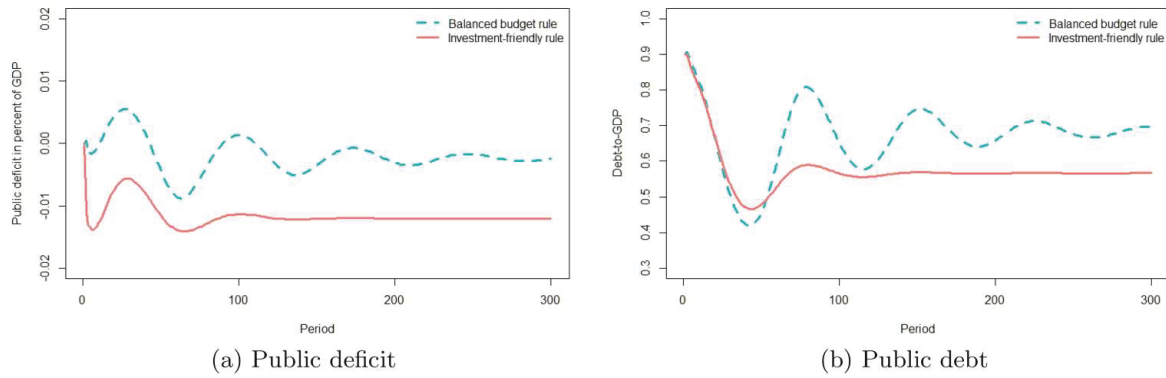 Balanced budget rule
Investment-friendly rule
Public deficit in percent of GDP
0.02
0.01
0.00
-0.01
-0.02
0
100
200
300
Period
(a) Public deficit
Balanced budget rule
Investment-friendly rule
Debt-to-GDP
1.0
0.9
0.8
0.7
0.6
0.5
0.4
0.3
0
100
200
300
Period
(b) Public debt